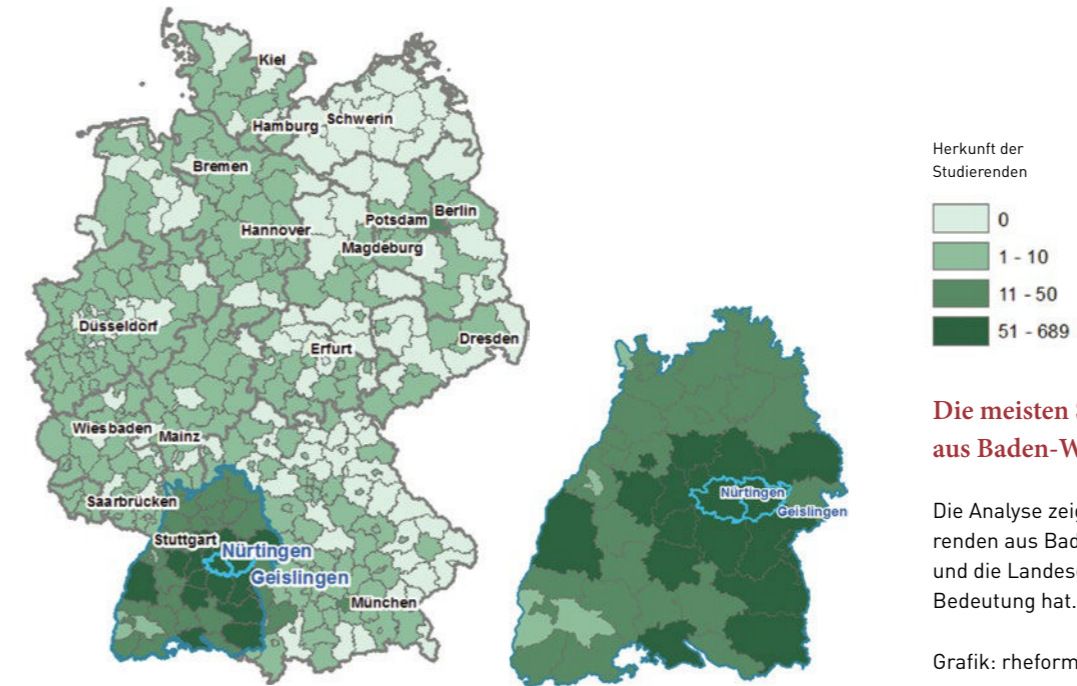 Kiel
Hamburg
Schwerin
Bremen
Potsdam
Berlin
Hannover
Magdeburg
Düsseldorf
Dresden
Erfurt
Wiesbaden
Mainz
Saarbrücken
Stuttgart
Nürtingen
Geislingen
München
Nürtingen
Geislingen
Herkunft der
Studierenden
0
1 - 10
11 - 50
51 - 689
Die meisten
aus Baden-W
Die Analyse zeig
renden aus Bad
und die Landes
Bedeutung hat.
Grafik: rheform